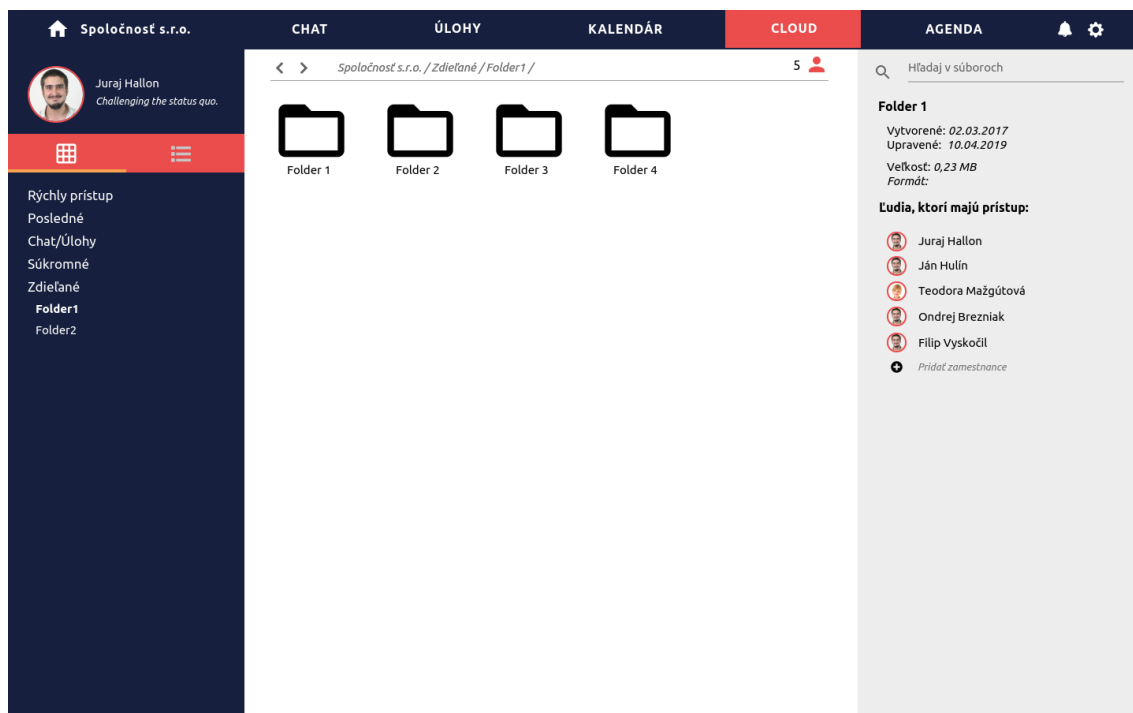 Spoločnosť s.r.o.
CHAT
ÚLOHY
KALENDÁR
CLOUD
AGENDA
Juraj Hallon
Challenging the status quo.
Rýchly prístup
Posledné
Chat/Úlohy
Súkromné
Zdieľané
Folder1
Folder2
Spoločnosť s.r.o. / Zdieľané / Folder1 /
5
Folder 1
Folder 2
Folder 3
Folder 4
Hľadaj v súboroch
Folder 1
Vytvorené: 02.03.2017
Upravené: 10.04.2019
Veľkosť: 0,23 MB
Formát:
Ľudia, ktorí majú prístup:
Juraj Hallon
Ján Hulín
Teodora Mažgútová
Ondrej Brezniak
Filip Vyskočil
Pridať zamestnance